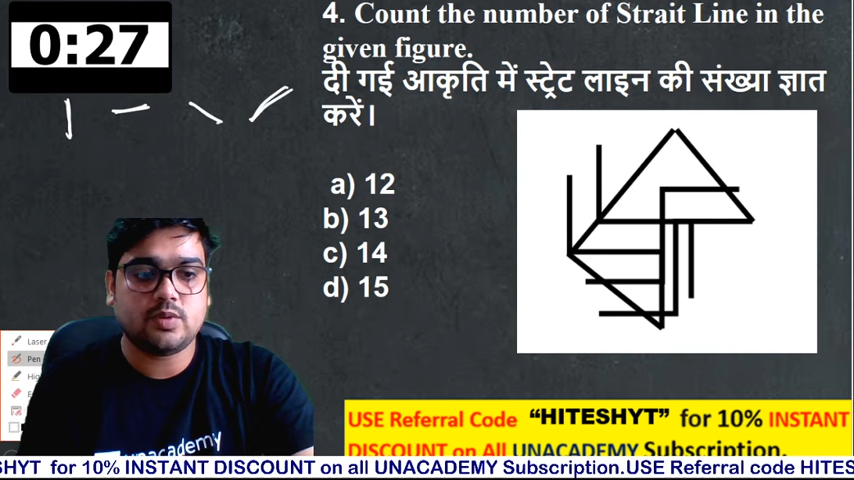 0:27
4. Count the number of Strait Line in the
given figure.
दी गई आकृति में स्ट्रेट लाइन की संख्या ज्ञात
करें।
a) 12
b) 13
c) 14
d) 15
Laser
Pen
unacademy
USE Referral Code "HITESHYT" for 10% INSTANT
DISCOUNT on All UNACADEMY Subscription.
SHYT for 10% INSTANT DISCOUNT on all UNACADEMY Subscription.USE Referral code HITES